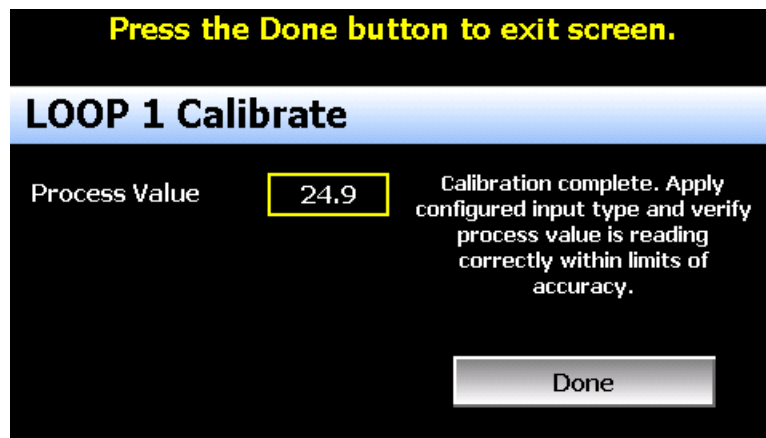 Press the Done button to exit screen.
LOOP 1 Calibrate
Process Value
24.9
Calibration complete. Apply
configured input type and verify
process value is reading
correctly within limits of
accuracy.
Done